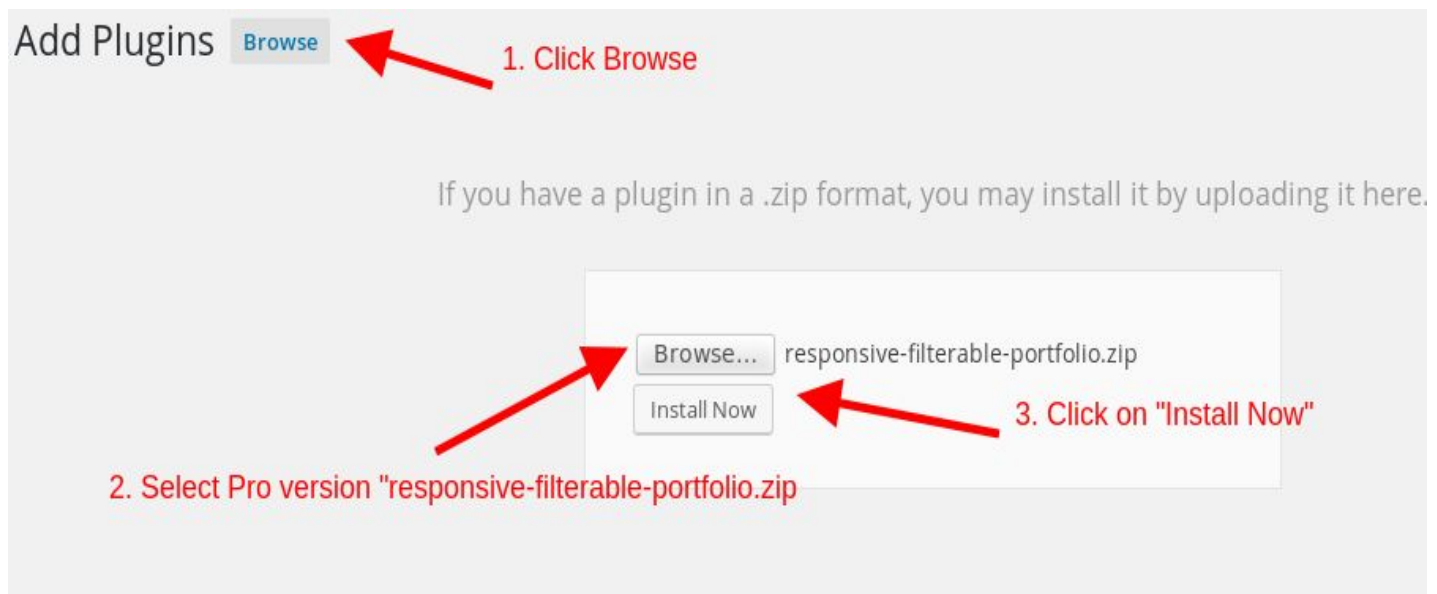 Add Plugins Browse
1. Click Browse
If you have a plugin in a .zip format, you may install it by uploading it here.
Browse... responsive-filterable-portfolio.zip
Install Now
3. Click on "Install Now"
2. Select Pro version "responsive-filterable-portfolio.zip